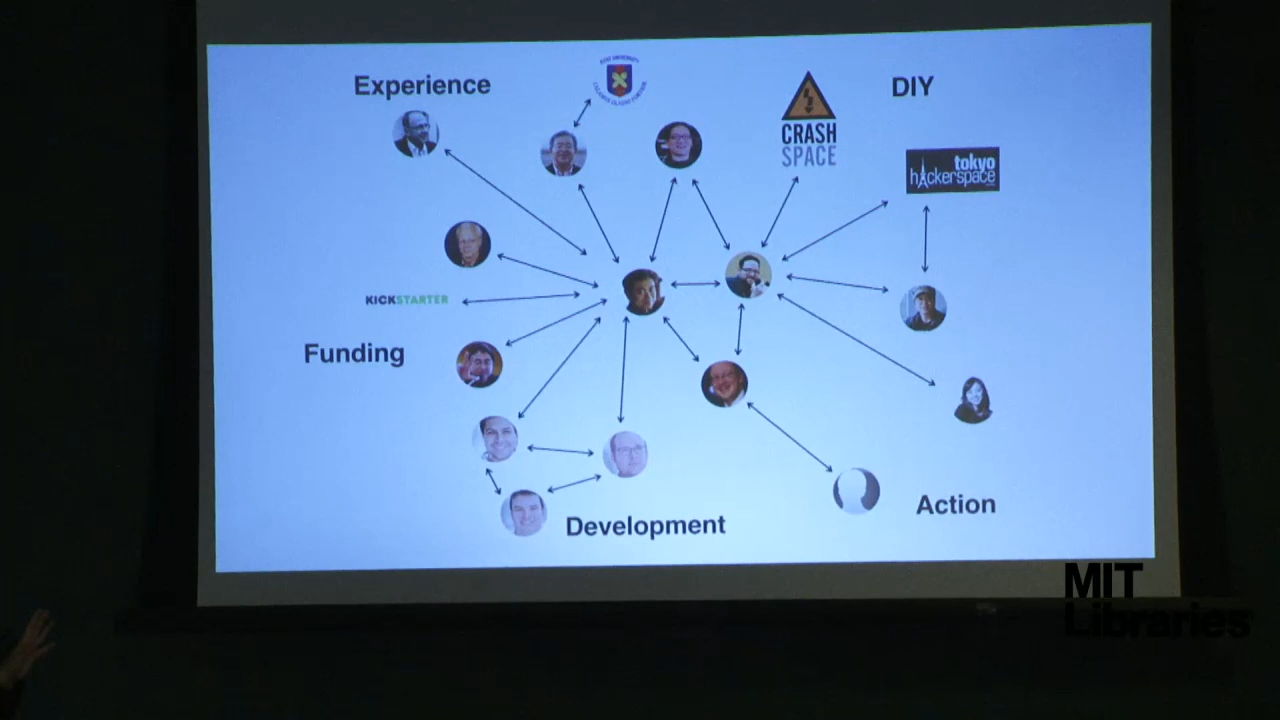 Experience
DIY
CRASH
SPACE
tokyo
hackerspace
KICKSTARTER
Funding
Development
Action
MIT
Libraries